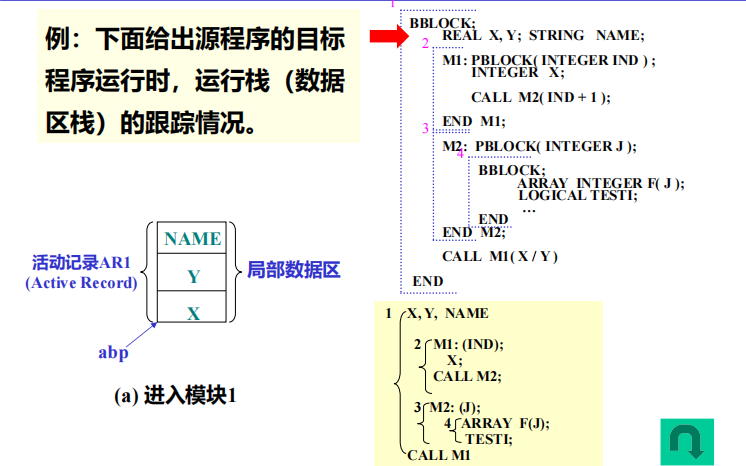 例：下面给出源程序的目标
程序运行时，运行栈（数据
区栈）的跟踪情况。
NAME
Y
X
活动记录AR1
(Active Record)
局部数据区
abp
(a) 进入模块1
1
BBLOCK;
REAL X, Y; STRING NAME;
2
M1: PBLOCK( INTEGER IND ) ;
INTEGER X;
CALL M2( IND + 1 );
END M1;
3
M2: PBLOCK( INTEGER J );
4
BBLOCK;
ARRAY INTEGER F( J );
LOGICAL TESTI;
…
END
END M2;
CALL M1( X / Y )
END
1 X, Y, NAME
2 M1: (IND);
X;
CALL M2;
3 M2: (J);
4 ARRAY F(J);
TESTI;
CALL M1